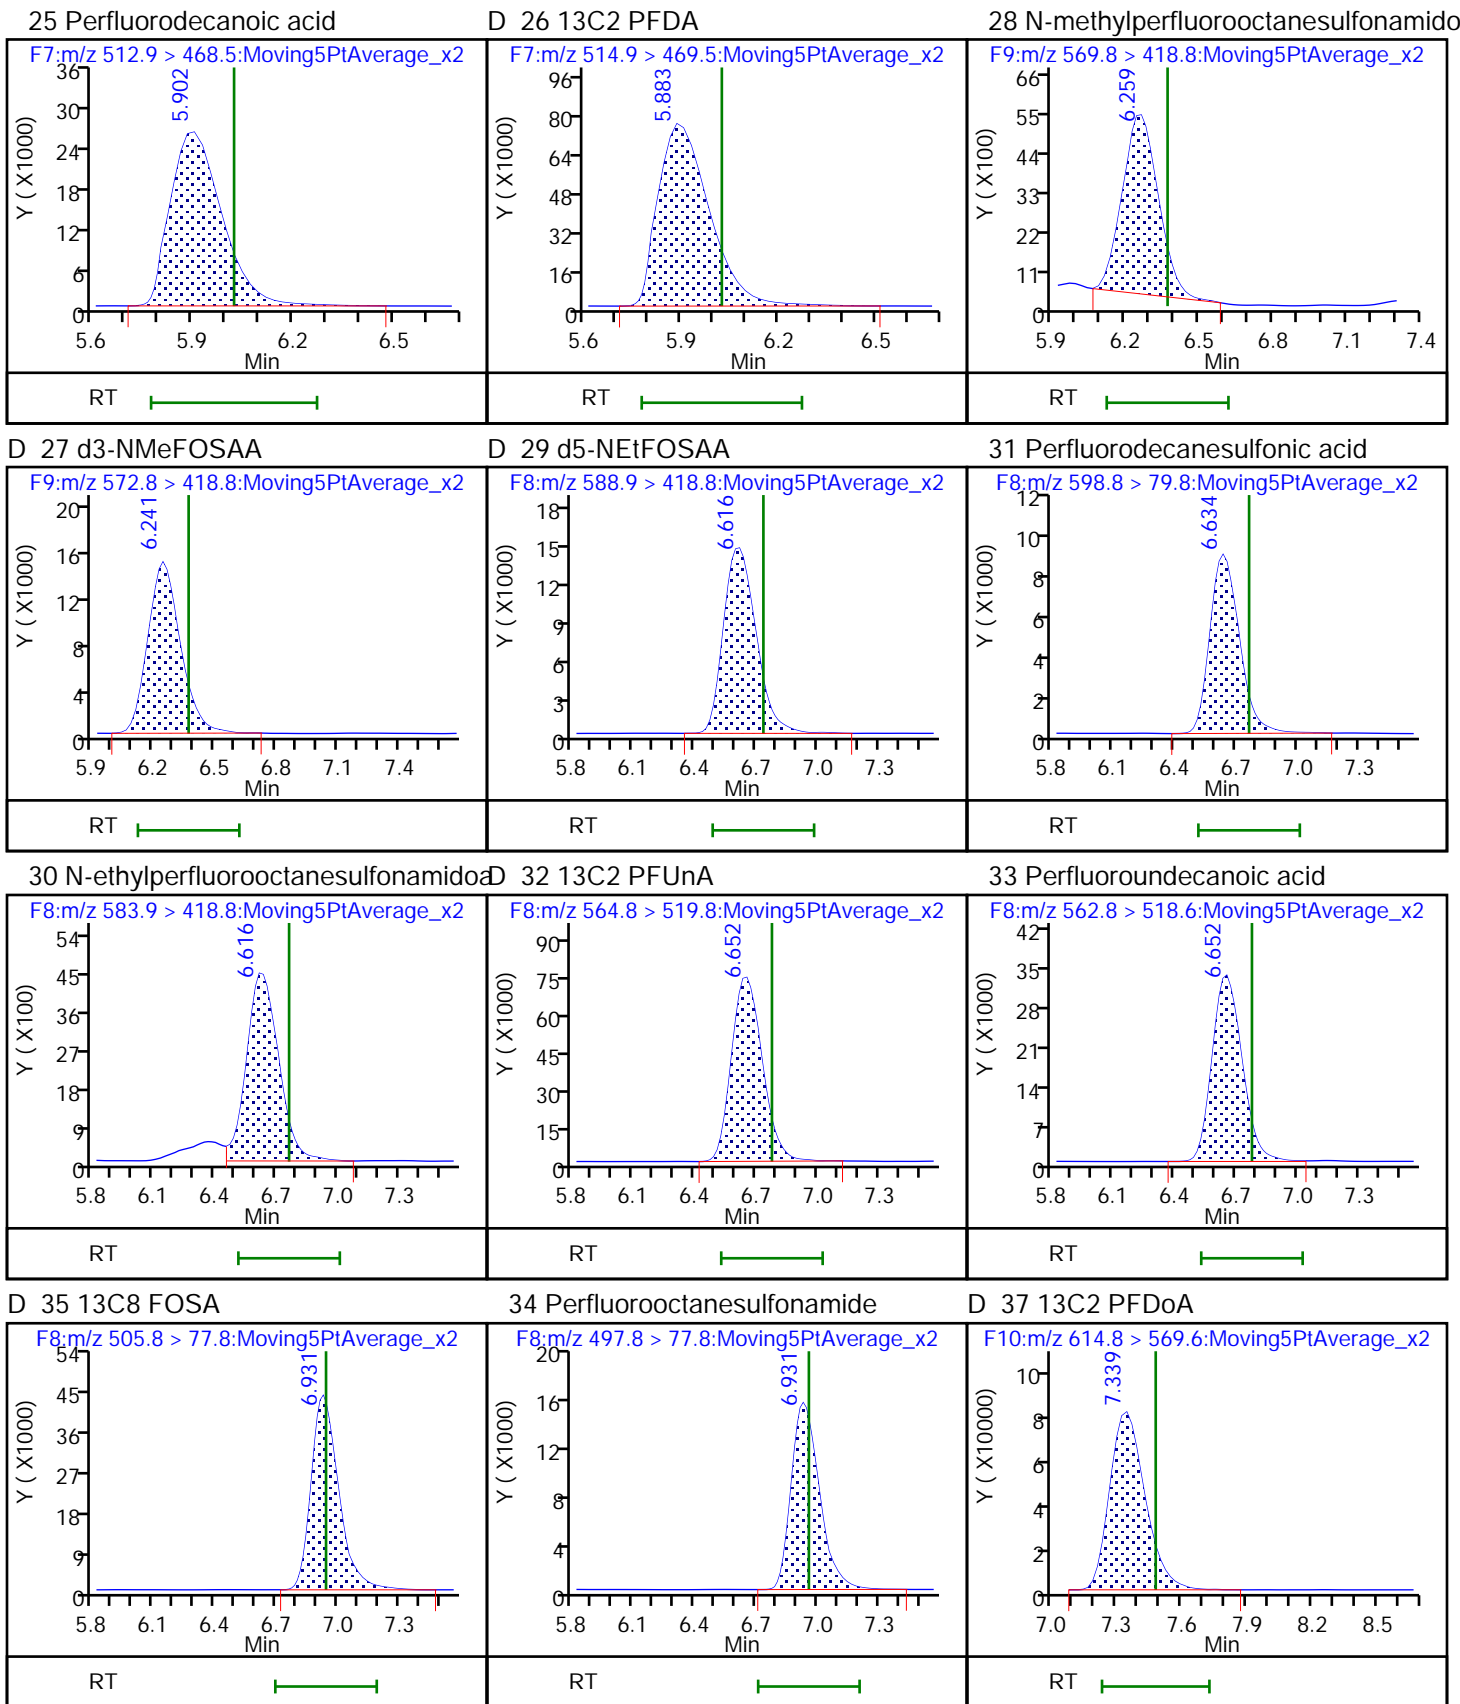 25 Perfluorodecanoic acid
F7:m/z 512.9 > 468.5:Moving5PtAverage_x2
5.902
Y ( X1000)
36
30
24
18
12
6
0
5.6 5.9 6.2 6.5
Min
RT
D 26 13C2 PFDA
F7:m/z 514.9 > 469.5:Moving5PtAverage_x2
5.883
Y ( X1000)
96
80
64
48
32
16
0
5.6 5.9 6.2 6.5
Min
RT
28 N-methylperfluorooctanesulfonamido
F9:m/z 569.8 > 418.8:Moving5PtAverage_x2
6.259
Y ( X100)
66
55
44
33
22
11
0
5.9 6.2 6.5 6.8 7.1 7.4
Min
RT
D 27 d3-NMeFOSAA
F9:m/z 572.8 > 418.8:Moving5PtAverage_x2
6.241
Y ( X1000)
20
16
12
8
4
0
5.9 6.2 6.5 6.8 7.1 7.4
Min
RT
D 29 d5-NEtFOSAA
F8:m/z 588.9 > 418.8:Moving5PtAverage_x2
6.616
Y ( X1000)
18
15
12
9
6
3
0
5.8 6.1 6.4 6.7 7.0 7.3
Min
RT
31 Perfluorodecanesulfonic acid
F8:m/z 598.8 > 79.8:Moving5PtAverage_x2
6.634
Y ( X1000)
12
10
8
6
4
2
0
5.8 6.1 6.4 6.7 7.0 7.3
Min
RT
30 N-ethylperfluorooctanesulfonamidoa
F8:m/z 583.9 > 418.8:Moving5PtAverage_x2
6.616
Y ( X100)
54
45
36
27
18
9
0
5.8 6.1 6.4 6.7 7.0 7.3
Min
RT
D 32 13C2 PFUnA
F8:m/z 564.8 > 519.8:Moving5PtAverage_x2
6.652
Y ( X1000)
90
75
60
45
30
15
0
5.8 6.1 6.4 6.7 7.0 7.3
Min
RT
33 Perfluoroundecanoic acid
F8:m/z 562.8 > 518.6:Moving5PtAverage_x2
6.652
Y ( X1000)
42
35
28
21
14
7
0
5.8 6.1 6.4 6.7 7.0 7.3
Min
RT
D 35 13C8 FOSA
F8:m/z 505.8 > 77.8:Moving5PtAverage_x2
6.931
Y ( X1000)
54
45
36
27
18
9
0
5.8 6.1 6.4 6.7 7.0 7.3
Min
RT
34 Perfluorooctanesulfonamide
F8:m/z 497.8 > 77.8:Moving5PtAverage_x2
6.931
Y ( X1000)
20
16
12
8
4
0
5.8 6.1 6.4 6.7 7.0 7.3
Min
RT
D 37 13C2 PFDoA
F10:m/z 614.8 > 569.6:Moving5PtAverage_x2
7.339
Y ( X10000)
10
8
6
4
2
0
7.0 7.3 7.6 7.9 8.2 8.5
Min
RT